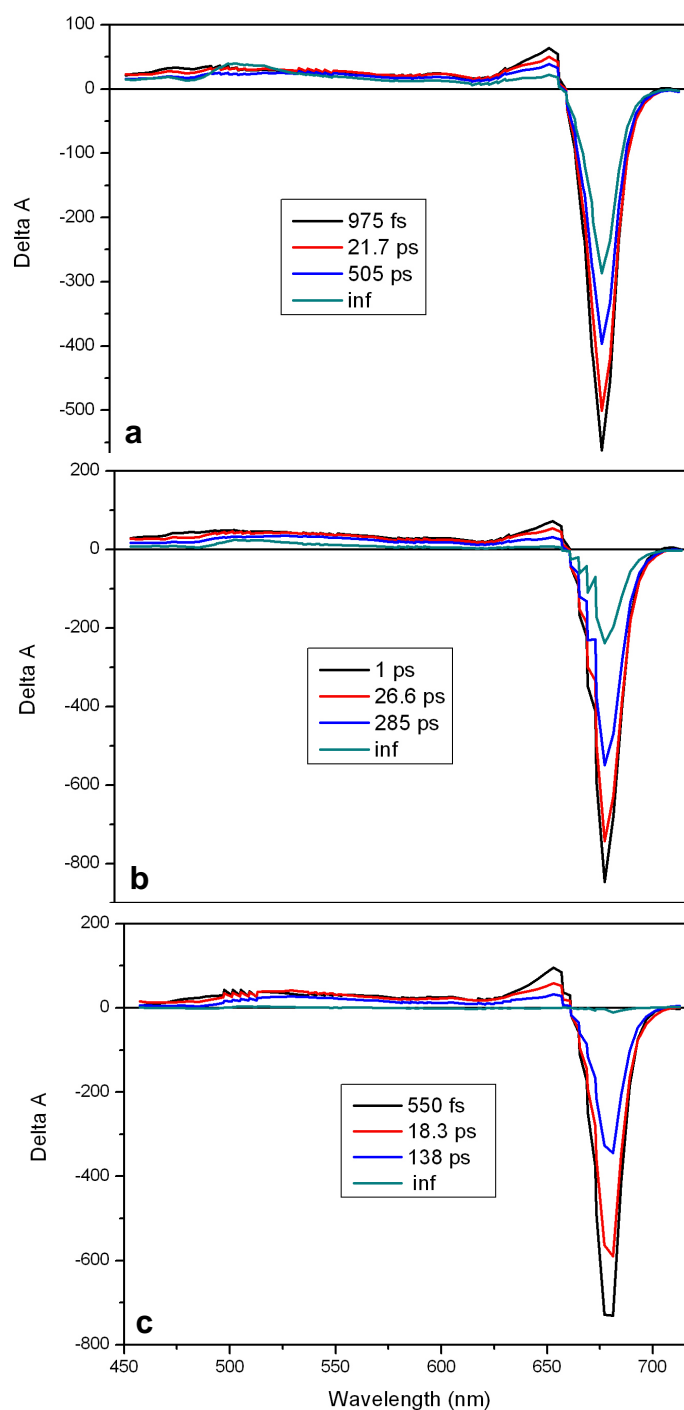 100
0
-100
-200
-300
-400
-500
Delta A
975 fs
21.7 ps
505 ps
inf
a
200
0
-200
-400
-600
-800
Delta A
1 ps
26.6 ps
285 ps
inf
b
200
0
-200
-400
-600
-800
Delta A
550 fs
18.3 ps
138 ps
inf
c
450 500 550 600 650 700
Wavelength (nm)